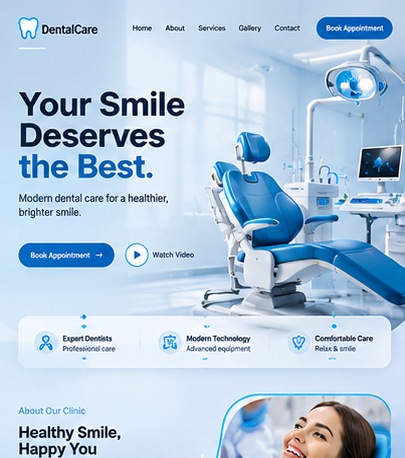 DentalCare
Home About Services Gallery Contact
Book Appointment
Your Smile
Deserves
the Best.
Modern dental care for a healthier,
brighter smile.
Book Appointment →
Watch Video
Expert Dentists
Professional care
Modern Technology
Advanced equipment
Comfortable Care
Relax & smile
About Our Clinic
Healthy Smile,
Happy You